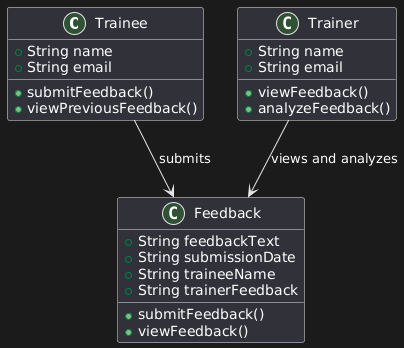 C Trainee
String name
String email
submitFeedback()
viewPreviousFeedback()
C Trainer
String name
String email
viewFeedback()
analyzeFeedback()
submits
views and analyzes
C Feedback
String feedbackText
String submissionDate
String traineeName
String trainerFeedback
submitFeedback()
viewFeedback()